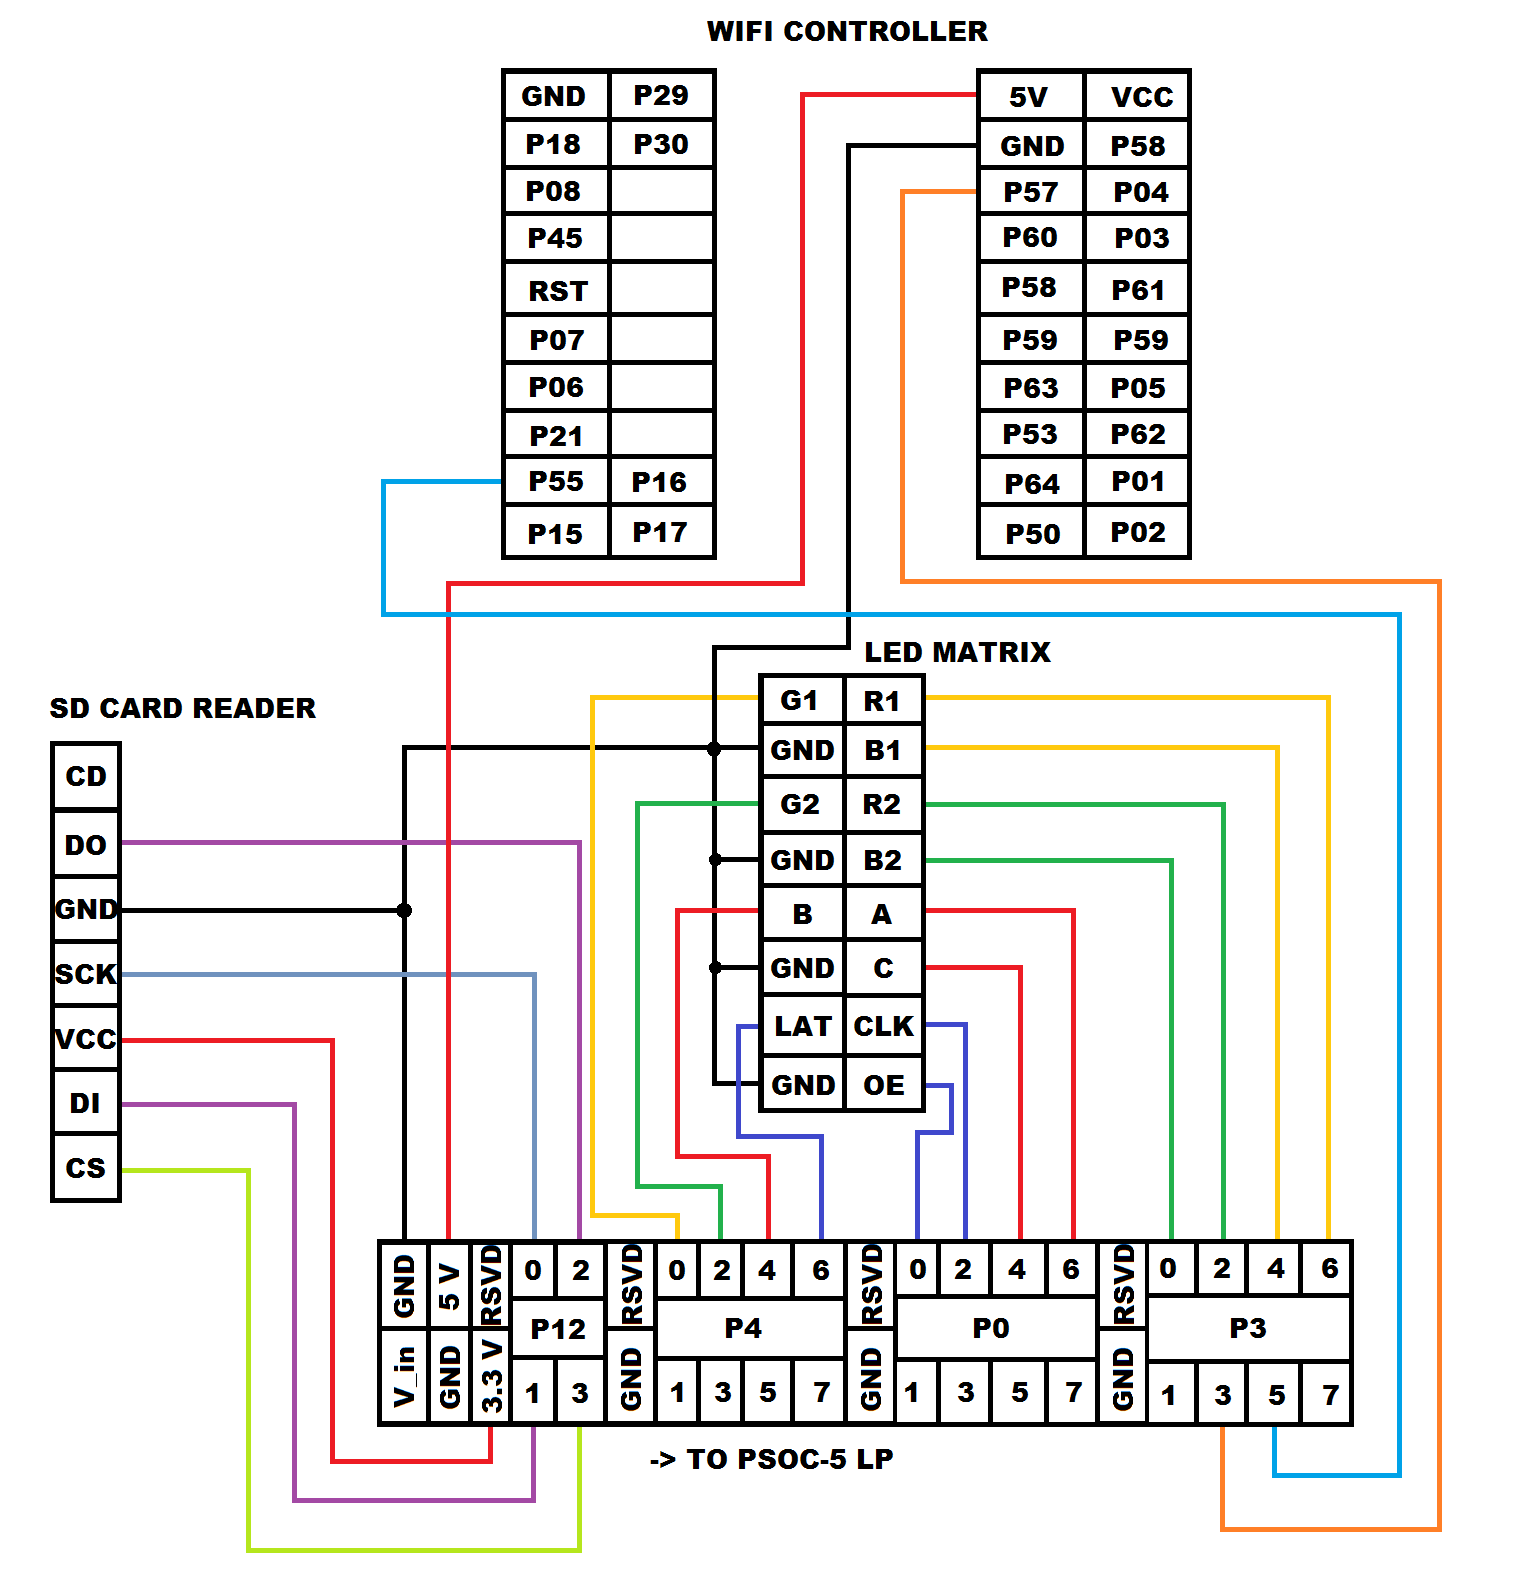 WIFI CONTROLLER
GND P29 5V VCC
P18 P30 GND P58
P08 P57 P04
P45 P60 P03
RST P58 P61
P07 P59 P59
P06 P63 P05
P21 P53 P62
P55 P16 P64 P01
P15 P17 P50 P02
LED MATRIX
G1 R1
GND B1
G2 R2
GND B2
B A
GND C
LAT CLK
GND OE
SD CARD READER
CD
DO
GND
SCK
VCC
DI
CS
GND 5 V RSVD 0 2 RSVD 0 2 4 6 RSVD 0 2 4 6 RSVD 0 2 4 6
P12 P4 P0 P3
V_in GND 3.3 V 1 3 GND 1 3 5 7 GND 1 3 5 7 GND 1 3 5 7
-> TO PSOC-5 LP